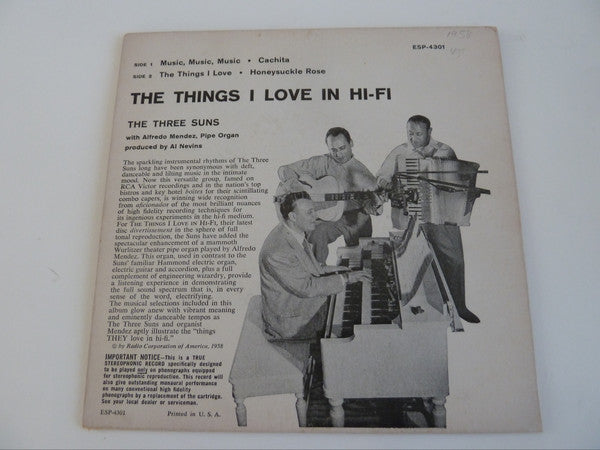 1958
ESP-4301
SIDE 1 Music, Music, Music • Cachita
SIDE 2 The Things I Love • Honeysuckle Rose
THE THINGS I LOVE IN HI-FI
THE THREE SUNS
with Alfredo Mendez, Pipe Organ
produced by Al Nevins
The sparkling instrumental rhythms of The Three
Suns long have been synonymous with deft,
danceable and lilting music in the intimate
mood. Now this versatile group, famed on
RCA Victor recordings and in the nation's top
bistros and key hotel boites for their scintillating
combo capers, is winning wide recognition
from aficionados of the most brilliant nuances
of high fidelity recording techniques for
its ingenious experiments in the hi-fi medium.
For THE THINGS I LOVE IN HI-FI, their latest
disc divertissement in the sphere of full
tonal reproduction, the Suns have added the
spectacular enhancement of a mammoth
Wurlitzer theater pipe organ played by Alfredo
Mendez. This organ, used in contrast to the
Suns' familiar Hammond electric organ,
electric guitar and accordion, plus a full
complement of engineering wizardry, provide
a listening experience in demonstrating
the full sound spectrum that is, in every
sense of the word, electrifying.
The musical selections included in this
album glow anew with vibrant meaning
and eminently danceable tempos as
The Three Suns and organist
Mendez aptly illustrate the "things
THEY love in hi-fi."
© by Radio Corporation of America, 1958
IMPORTANT NOTICE—This is a TRUE
STEREOPHONIC RECORD specifically designed
to be played only on phonographs equipped
for stereophonic reproduction. This record will
also give outstanding monaural performance
on many conventional high fidelity
phonographs by a replacement of the cartridge.
See your local dealer or serviceman.
ESP-4301 Printed in U. S. A.